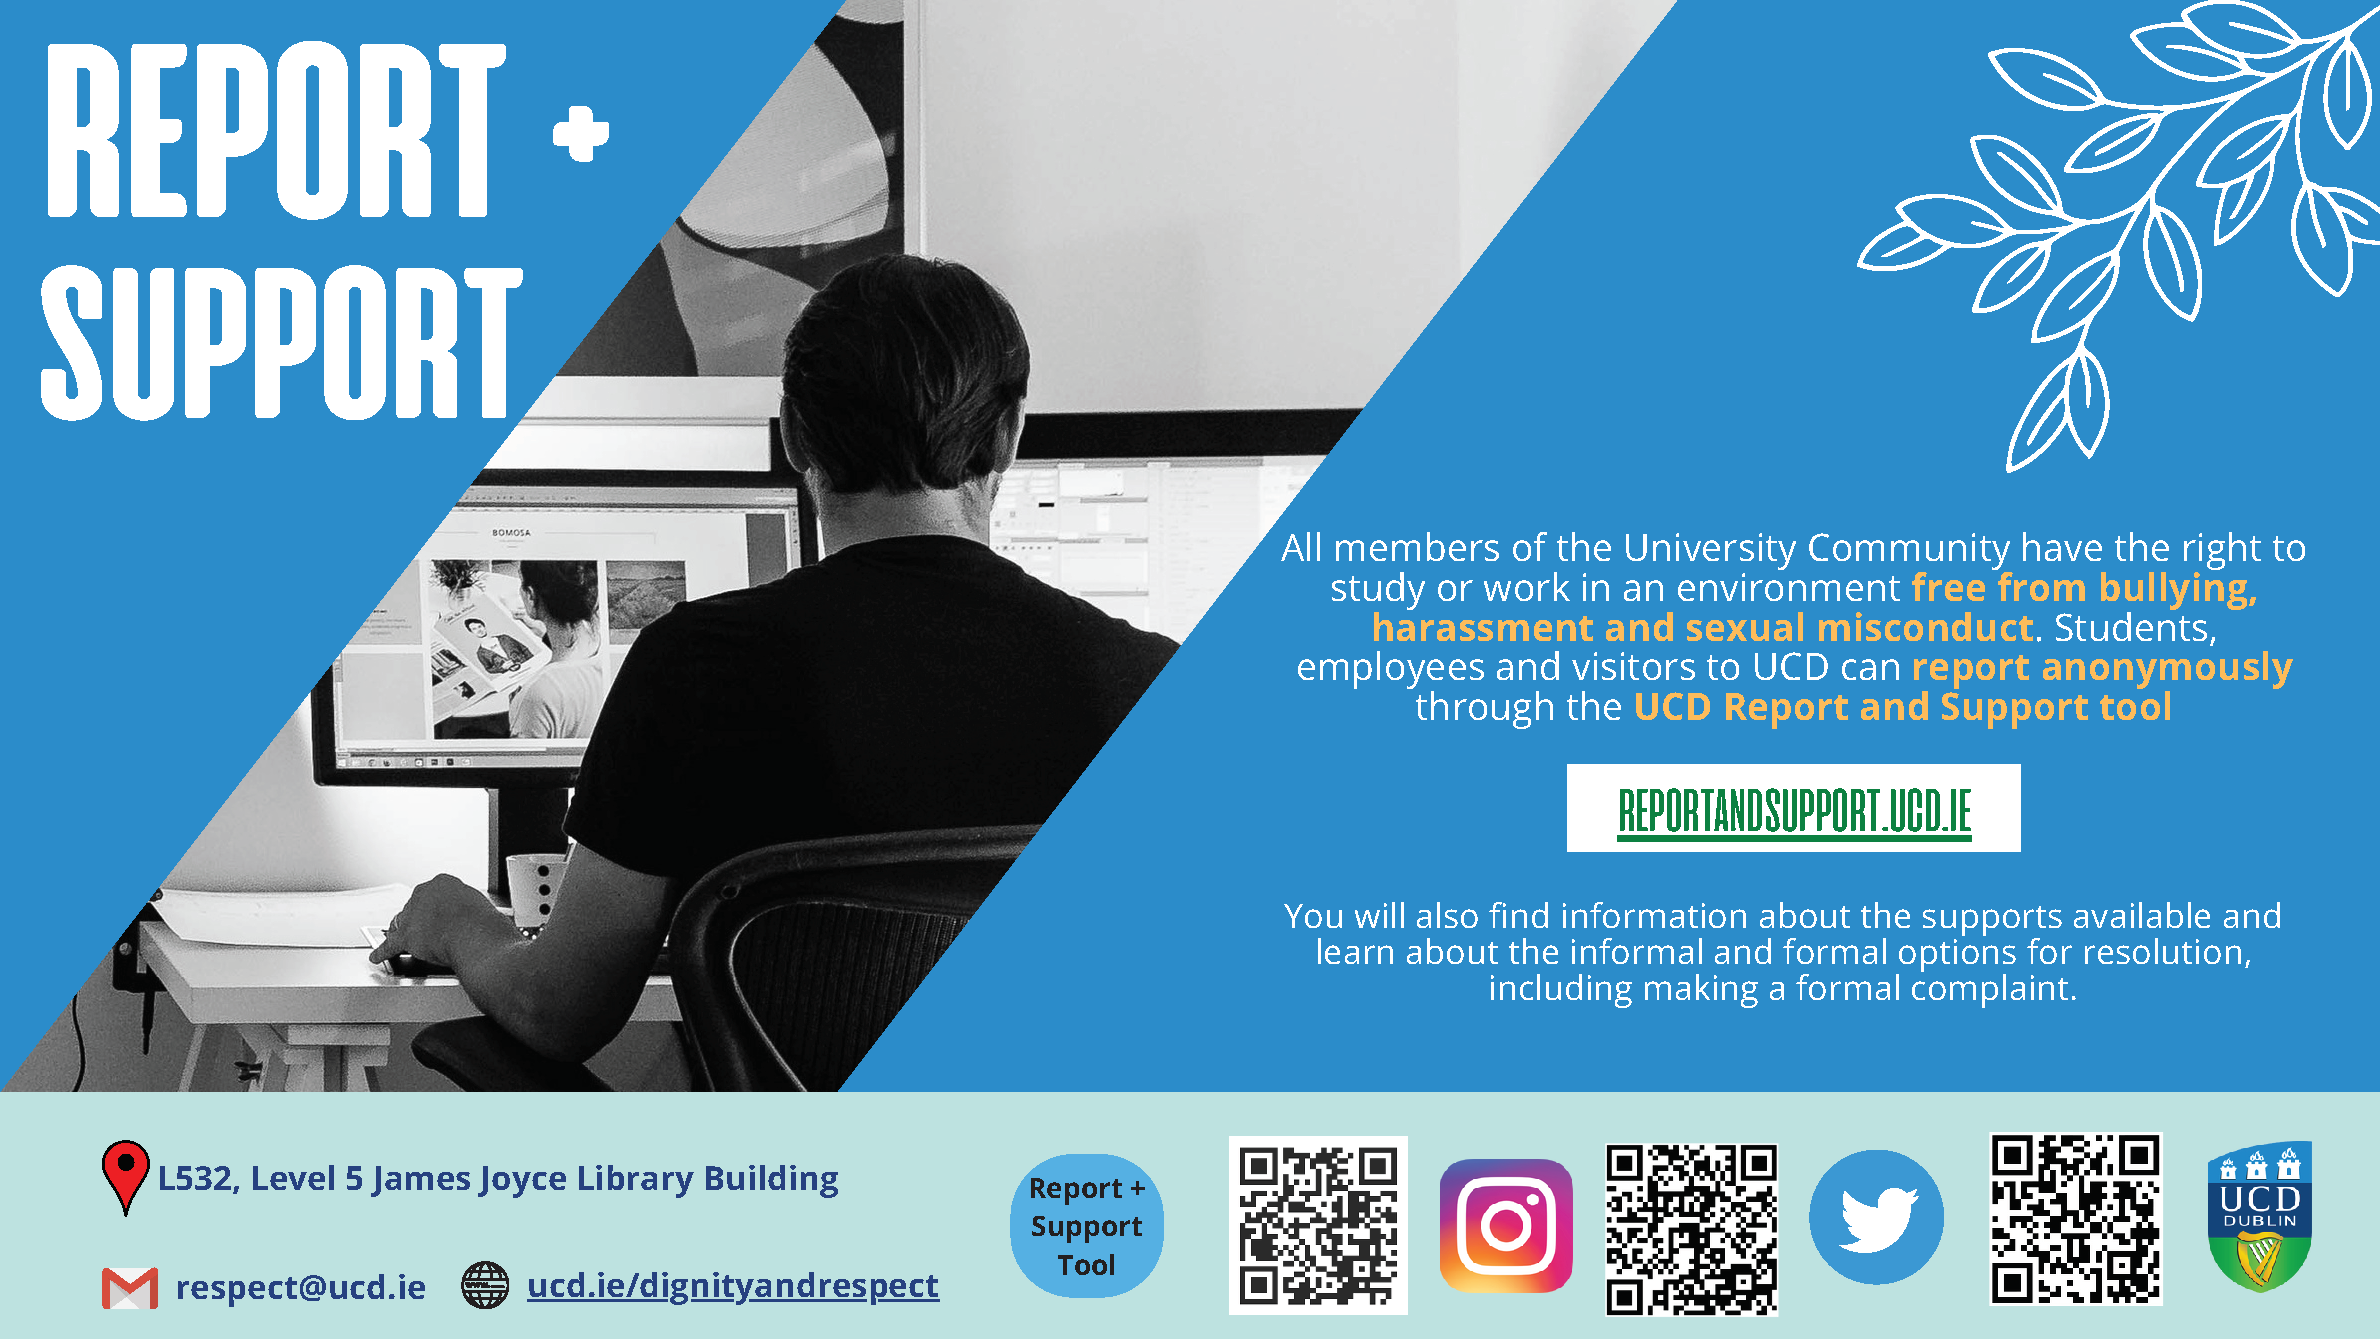 REPORT +
SUPPORT
BOMOSA
All members of the University Community have the right to
study or work in an environment free from bullying,
harassment and sexual misconduct. Students,
employees and visitors to UCD can report anonymously
through the UCD Report and Support tool
REPORTANDSUPPORT.UCD.IE
You will also find information about the supports available and
learn about the informal and formal options for resolution,
including making a formal complaint.
L532, Level 5 James Joyce Library Building
respect@ucd.ie
ucd.ie/dignityandrespect
Report +
Support
Tool
UCD
DUBLIN